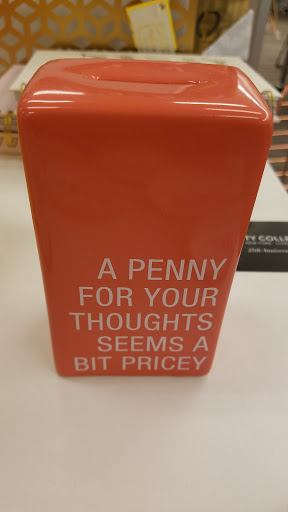 A PENNY
FOR YOUR
THOUGHTS
SEEMS A
BIT PRICEY